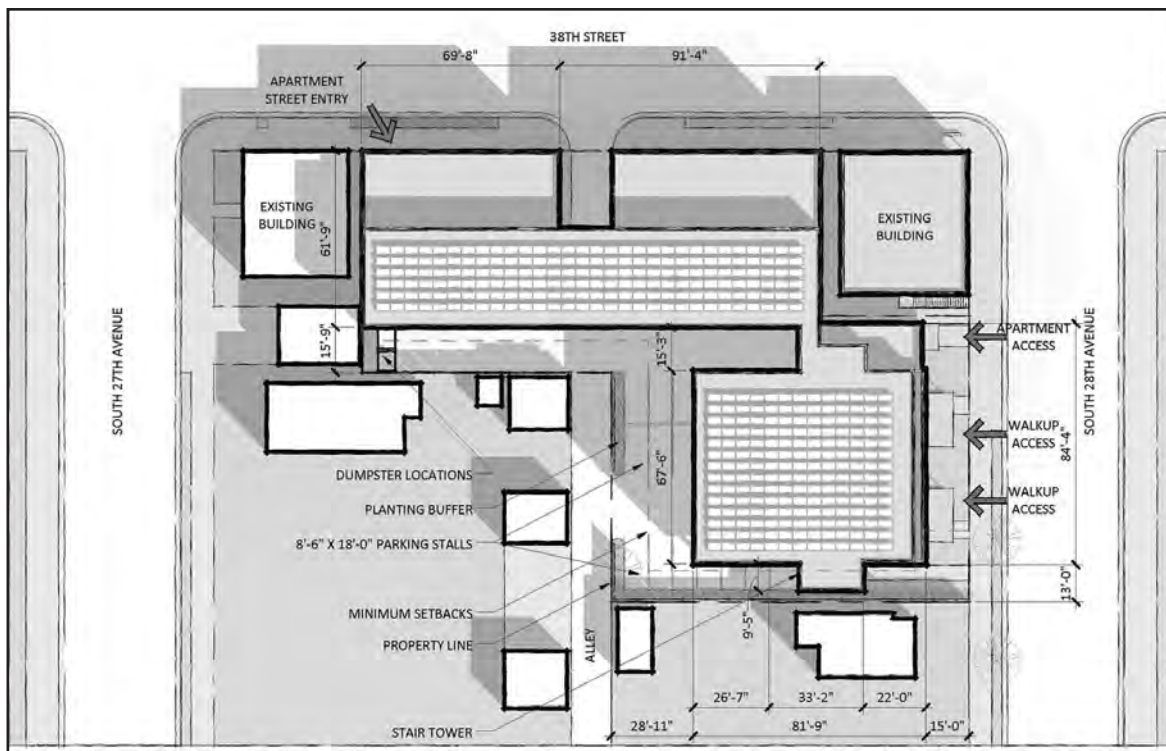 38TH STREET
69'-8"
91'-4"
APARTMENT
STREET ENTRY
EXISTING
BUILDING
61'-9"
EXISTING
BUILDING
15'-9"
15'-3"
APARTMENT
ACCESS
SOUTH 27TH AVENUE
SOUTH 28TH AVENUE
84'-4"
WALKUP
ACCESS
67'-6"
DUMPSTER LOCATIONS
WALKUP
ACCESS
PLANTING BUFFER
8'-6" X 18'-0" PARKING STALLS
13'-0"
MINIMUM SETBACKS
9'-5"
PROPERTY LINE
ALLEY
26'-7"
33'-2"
22'-0"
28'-11"
81'-9"
15'-0"
STAIR TOWER